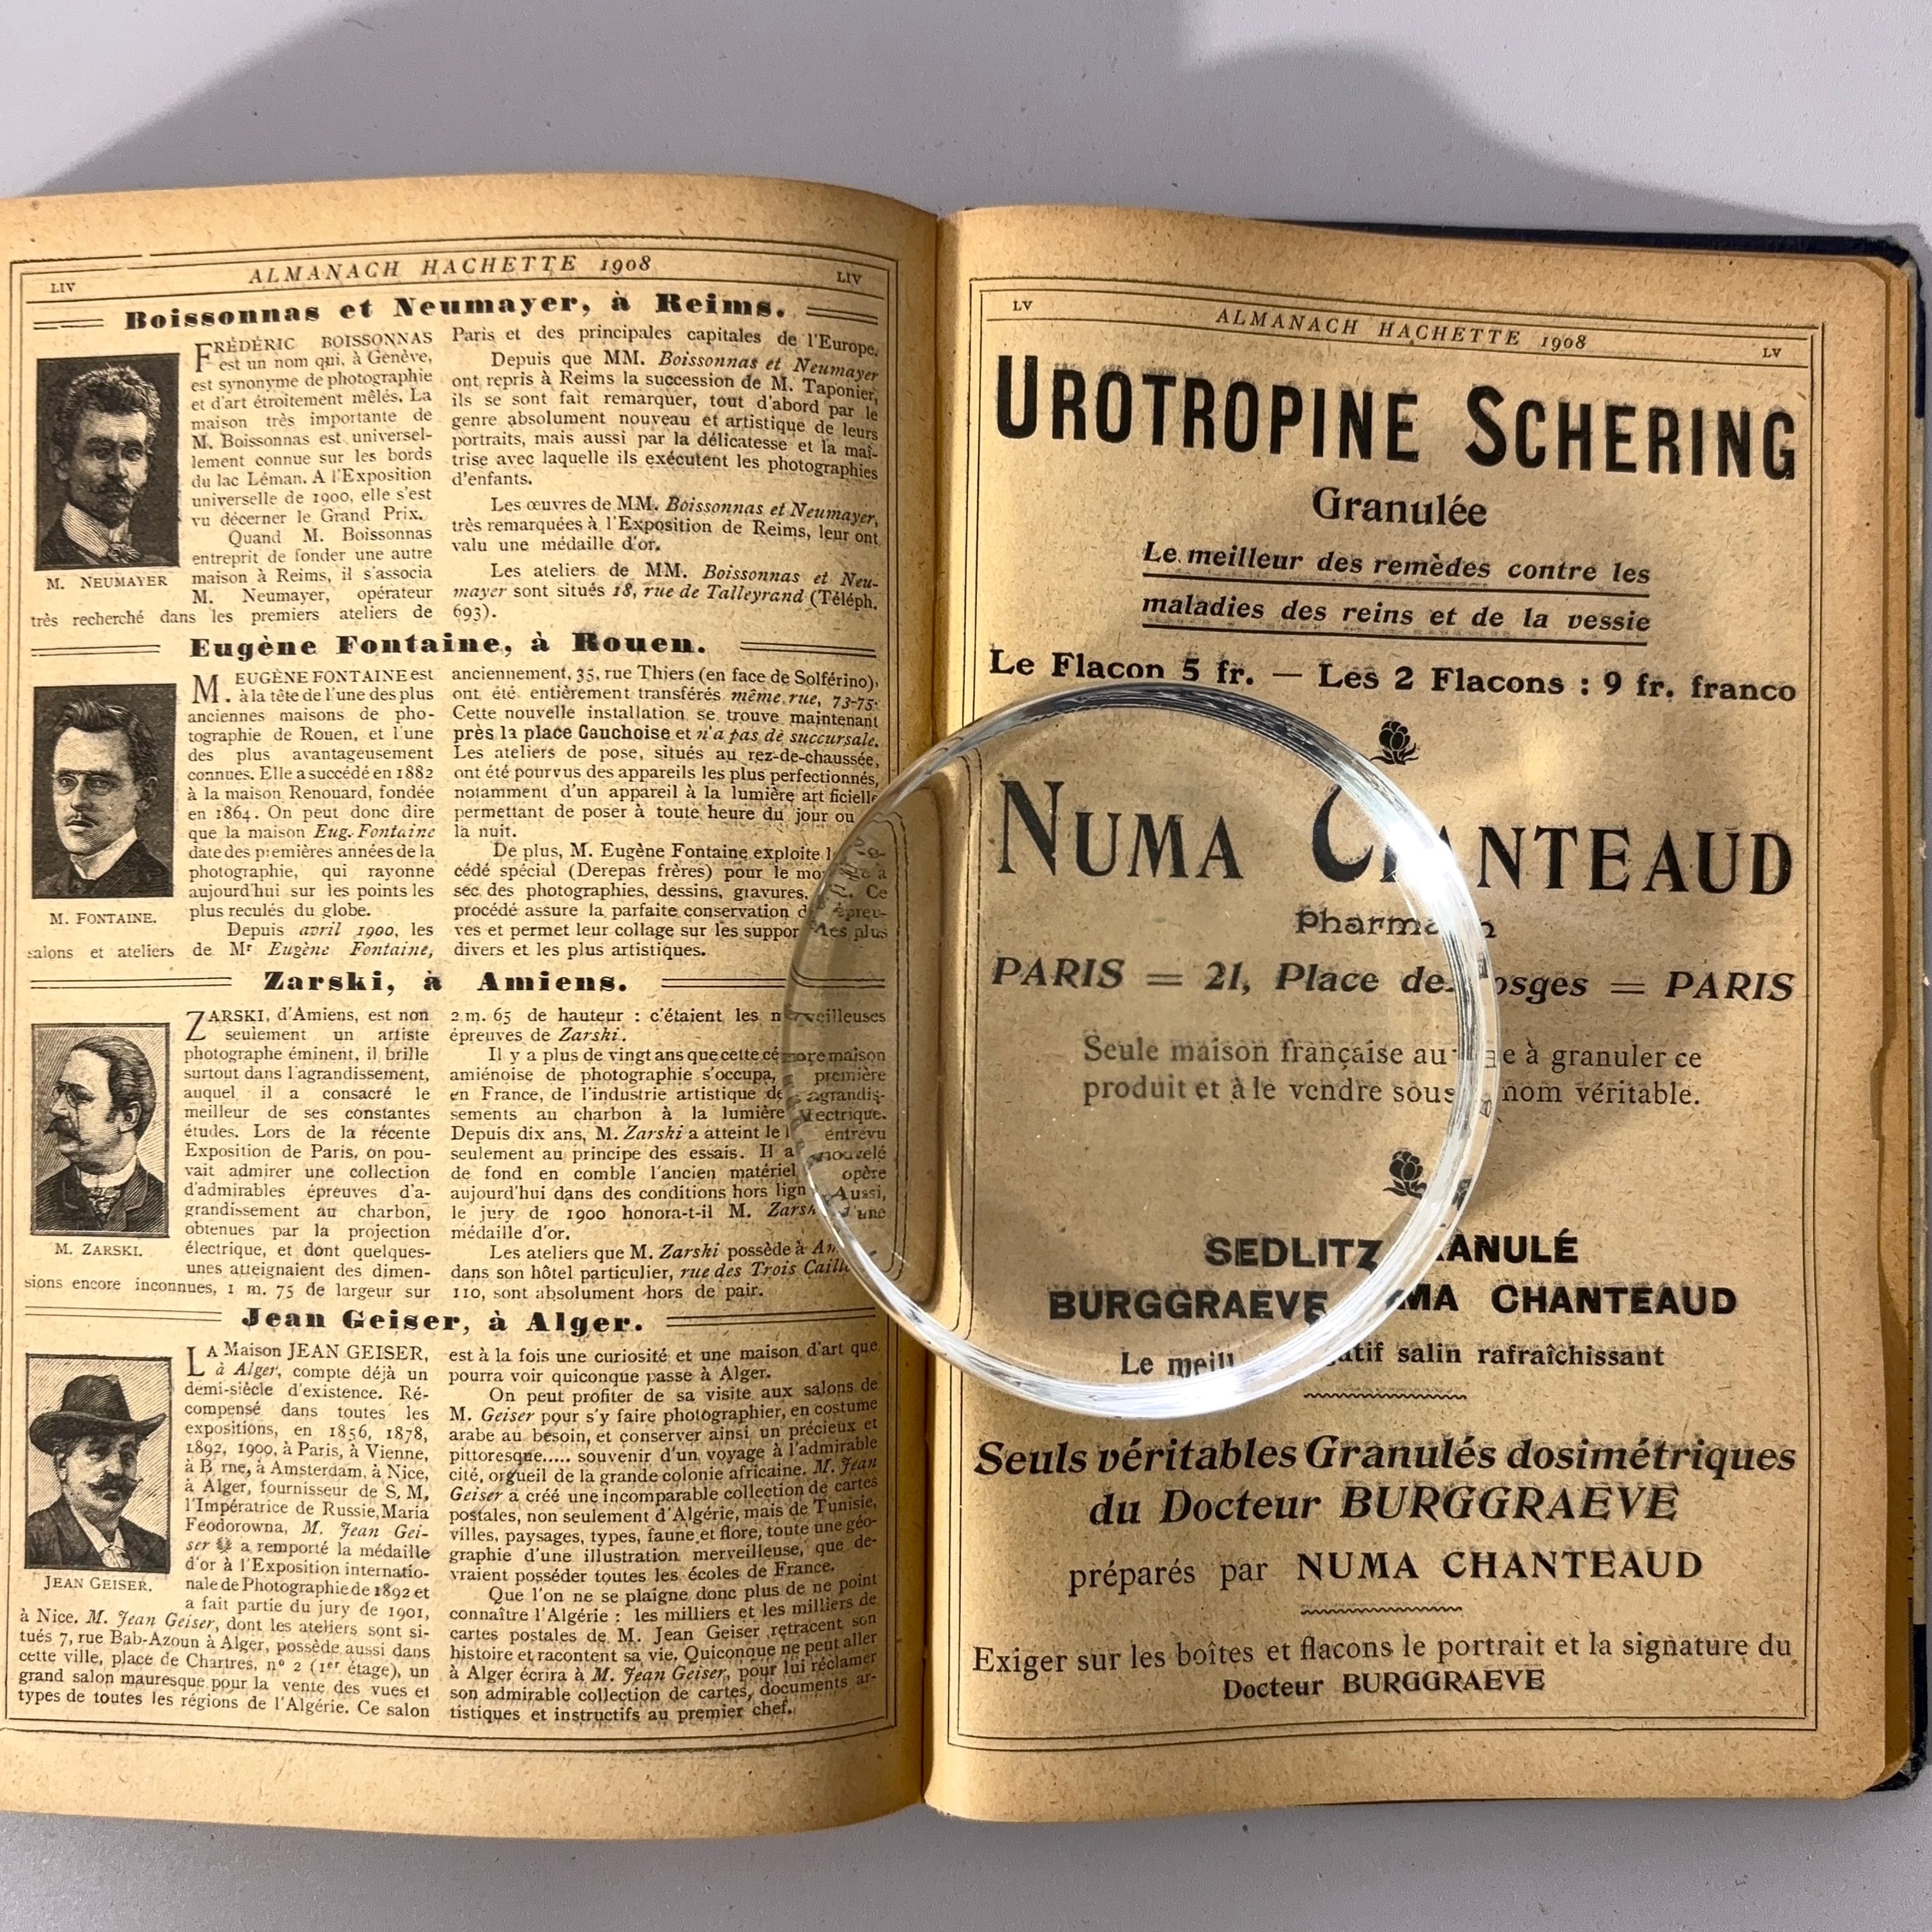 LIV ALMANACH HACHETTE 1908 LIV
Boissonnas et Neumayer, à Reims.
FRÉDÉRIC BOISSONNAS
est un nom qui, à Genève,
est synonyme de photographie
et d'art étroitement mêlés. La
maison très importante de
M. Boissonnas est universel-
lement connue sur les bords
du lac Léman. A l'Exposition
universelle de 1900, elle s'est
vu décerner le Grand Prix.
Quand M. Boissonnas
entreprit de fonder une autre
maison à Reims, il s'associa
M. Neumayer, opérateur
très recherché dans les premiers ateliers de
M. NEUMAYER
Paris et des principales capitales de l'Europe.
Depuis que MM. Boissonnas et Neumayer
ont repris à Reims la succession de M. Taponier,
ils se sont fait remarquer, tout d'abord par le
genre absolument nouveau et artistique de leurs
portraits, mais aussi par la délicatesse et la maî-
trise avec laquelle ils exécutent les photographies
d'enfants.
Les œuvres de MM. Boissonnas et Neumayer,
très remarquées à l'Exposition de Reims, leur ont
valu une médaille d'or.
Les ateliers de MM. Boissonnas et Neu-
mayer sont situés 18, rue de Talleyrand (Téléph.
693).
Eugène Fontaine, à Rouen.
M. EUGÈNE FONTAINE est
à la tête de l'une des plus
anciennes maisons de pho-
tographie de Rouen, et l'une
des plus avantageusement
connues. Elle a succédé en 1882
à la maison Renouard, fondée
en 1864. On peut donc dire
que la maison Eug. Fontaine
date des premières années de la
photographie, qui rayonne
aujourd'hui sur les points les
plus reculés du globe.
Depuis avril 1900, les
salons et ateliers de Mr Eugène Fontaine,
M. FONTAINE.
anciennement, 35, rue Thiers (en face de Solférino),
ont été entièrement transférés même rue, 73-75.
Cette nouvelle installation se trouve maintenant
près la place Cauchoise et n'a pas de succursale.
Les ateliers de pose, situés au rez-de-chaussée,
ont été pourvus des appareils les plus perfectionnés,
notamment d'un appareil à la lumière art ficielle
permettant de poser à toute heure du jour ou
la nuit.
De plus, M. Eugène Fontaine exploite
cédé spécial (Derepas frères) pour le à
sec des photographies, dessins, gravures, Ce
procédé assure la parfaite conservation épreu-
ves et permet leur collage sur les les plus
divers et les plus artistiques.
Zarski, à Amiens.
ZARSKI, d'Amiens, est non
seulement un artiste
photographe éminent, il brille
surtout dans l'agrandissement,
auquel il a consacré le
meilleur de ses constantes
études. Lors de la récente
Exposition de Paris, on pou-
vait admirer une collection
d'admirables épreuves d'a-
grandissement au charbon,
obtenues par la projection
électrique, et dont quelques-
unes atteignaient des dimen-
sions encore inconnues, 1 m. 75 de largeur sur
M. ZARSKI.
2 m. 65 de hauteur : c'étaient les merveilleuses
épreuves de Zarski.
Il y a plus de vingt ans que cette maison
amiénoise de photographie s'occupa, première
en France, de l'industrie artistique agrandis-
sements au charbon à la lumière électrique.
Depuis dix ans, M. Zarski a atteint le entrevu
seulement au principe des essais. Il a
de fond en comble l'ancien matériel opère
aujourd'hui dans des conditions hors Aussi,
le jury de 1900 honora-t-il M. Zarski d'une
médaille d'or.
Les ateliers que M. Zarski possède à
dans son hôtel particulier, rue des Trois
110, sont absolument hors de pair.
Jean Geiser, à Alger.
LA Maison JEAN GEISER,
à Alger, compte déjà un
demi-siècle d'existence. Ré-
compensé dans toutes les
expositions, en 1856, 1878,
1892, 1900, à Paris, à Vienne,
à B rne, à Amsterdam, à Nice,
à Alger, fournisseur de S. M.
l'Impératrice de Russie, Maria
Feodorowna, M. Jean Gei-
ser a remporté la médaille
d'or à l'Exposition internatio-
nale de Photographie de 1892 et
a fait partie du jury de 1901,
à Nice. M. Jean Geiser, dont les ateliers sont si-
tués 7, rue Bab-Azoun à Alger, possède aussi dans
cette ville, place de Chartres, no 2 (1er étage), un
grand salon mauresque pour la vente des vues et
types de toutes les régions de l'Algérie. Ce salon
JEAN GEISER.
est à la fois une curiosité et une maison d'art que
pourra voir quiconque passe à Alger.
On peut profiter de sa visite aux salons de
M. Geiser pour s'y faire photographier, en costume
arabe au besoin, et conserver ainsi un précieux et
pittoresque..... souvenir d'un voyage à l'admirable
cité, orgueil de la grande colonie africaine. M. Jean
Geiser a créé une incomparable collection de cartes
postales, non seulement d'Algérie, mais de Tunisie,
villes, paysages, types, faune et flore, toute une géo-
graphie d'une illustration merveilleuse, que de-
vraient posséder toutes les écoles de France.
Que l'on ne se plaigne donc plus de ne point
connaître l'Algérie : les milliers et les milliers de
cartes postales de M. Jean Geiser retracent son
histoire et racontent sa vie. Quiconque ne peut aller
à Alger écrira à M. Jean Geiser, pour lui réclamer
son admirable collection de cartes, documents ar-
tistiques et instructifs au premier chef.
LV ALMANACH HACHETTE 1908 LV
UROTROPINE SCHERING
Granulée
Le meilleur des remèdes contre les
maladies des reins et de la vessie
Le Flacon 5 fr. — Les 2 Flacons : 9 fr. franco
NUMA CHANTEAUD
Pharmacien
PARIS = 21, Place des Vosges = PARIS
Seule maison française à granuler ce
produit et à le vendre sous nom véritable.
SEDLITZ GRANULÉ
BURGGRAEVE NUMA CHANTEAUD
Le salin rafraîchissant
Seuls véritables Granulés dosimétriques
du Docteur BURGGRAEVE
préparés par NUMA CHANTEAUD
Exiger sur les boîtes et flacons le portrait et la signature du
Docteur BURGGRAEVE